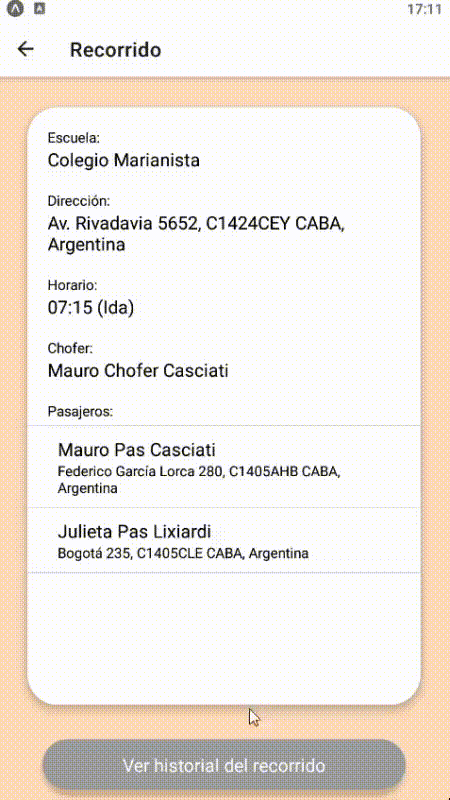 17:11
Recorrido
Escuela:
Colegio Marianista
Dirección:
Av. Rivadavia 5652, C1424CEY CABA,
Argentina
Horario:
07:15 (Ida)
Chofer:
Mauro Chofer Casciati
Pasajeros:
Mauro Pas Casciati
Federico García Lorca 280, C1405AHB CABA,
Argentina
Julieta Pas Lixiardi
Bogotá 235, C1405CLE CABA, Argentina
Ver historial del recorrido